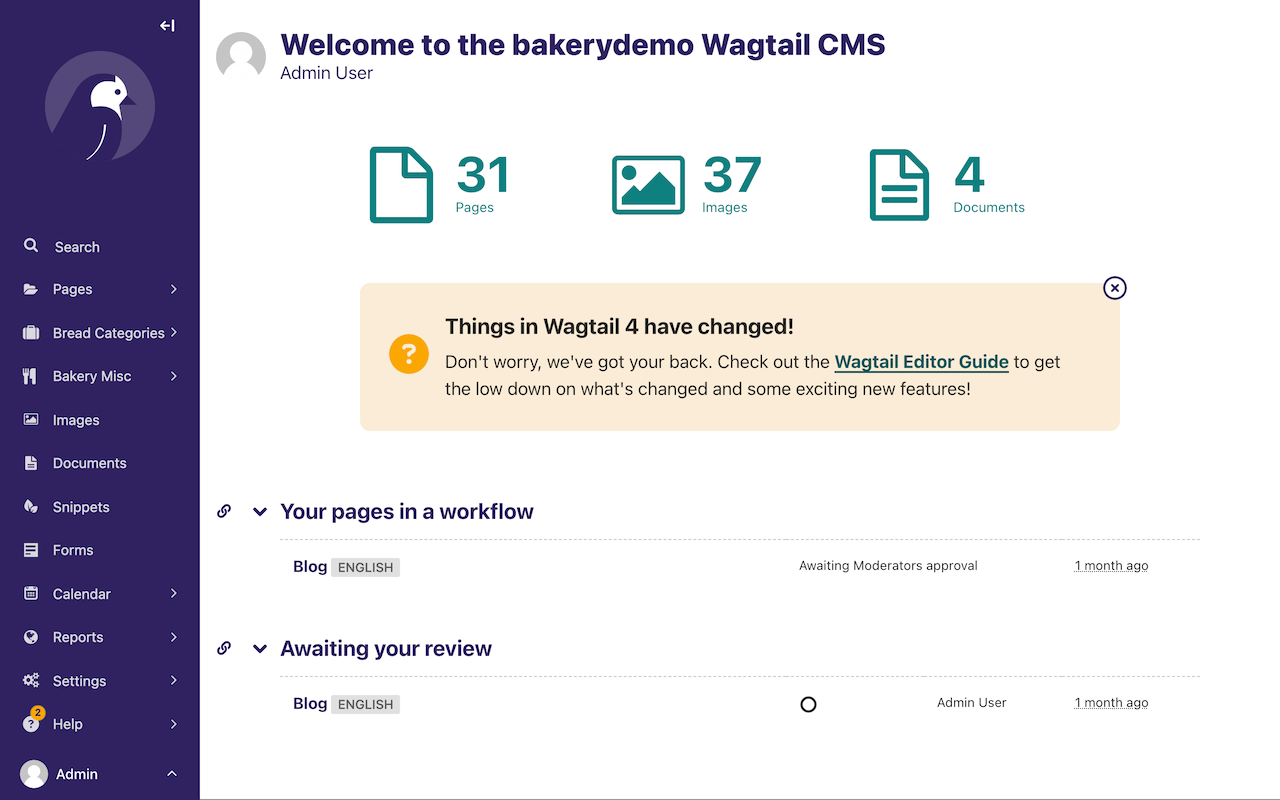 Search
Pages
Bread Categories
Bakery Misc
Images
Documents
Snippets
Forms
Calendar
Reports
Settings
2
?
Help
Admin
Welcome to the bakerydemo Wagtail CMS
Admin User
31
Pages
37
Images
4
Documents
?
Things in Wagtail 4 have changed!
Don't worry, we've got your back. Check out the Wagtail Editor Guide to get
the low down on what's changed and some exciting new features!
Your pages in a workflow
Blog ENGLISH Awaiting Moderators approval 1 month ago
Awaiting your review
Blog ENGLISH Admin User 1 month ago